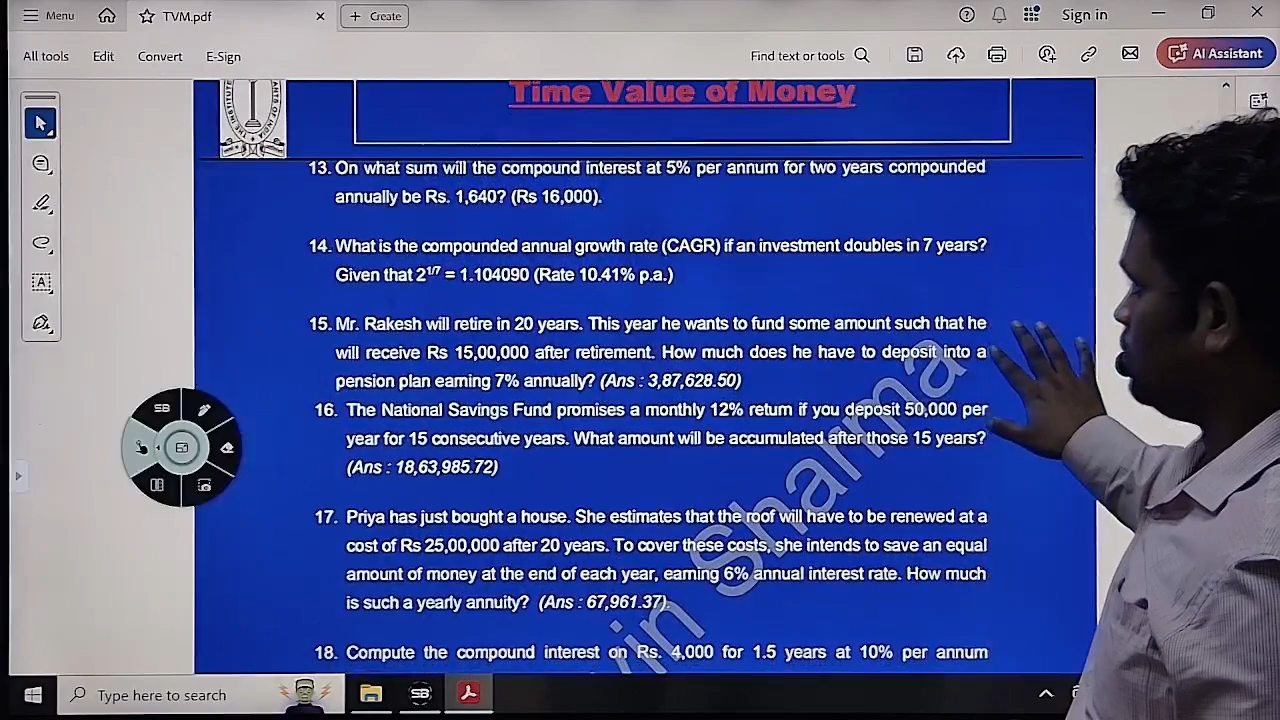 Menu
TVM.pdf
Create
Sign in
All tools
Edit
Convert
E-Sign
Find text or tools
AI Assistant
THE INSTITUTE
ANTS OF INDIA
Time Value of Money
13. On what sum will the compound interest at 5% per annum for two years compounded
annually be Rs. 1,640? (Rs 16,000).
14. What is the compounded annual growth rate (CAGR) if an investment doubles in 7 years?
Given that 2^1/7 = 1.104090 (Rate 10.41% p.a.)
15. Mr. Rakesh will retire in 20 years. This year he wants to fund some amount such that he
will receive Rs 15,00,000 after retirement. How much does he have to deposit into a
pension plan earning 7% annually? (Ans : 3,87,628.50)
16. The National Savings Fund promises a monthly 12% return if you deposit 50,000 per
year for 15 consecutive years. What amount will be accumulated after those 15 years?
(Ans : 18,63,985.72)
17. Priya has just bought a house. She estimates that the roof will have to be renewed at a
cost of Rs 25,00,000 after 20 years. To cover these costs, she intends to save an equal
amount of money at the end of each year, earning 6% annual interest rate. How much
is such a yearly annuity? (Ans : 67,961.37).
18. Compute the compound interest on Rs. 4,000 for 1.5 years at 10% per annum
vin Sharma
SB
Type here to search
SB